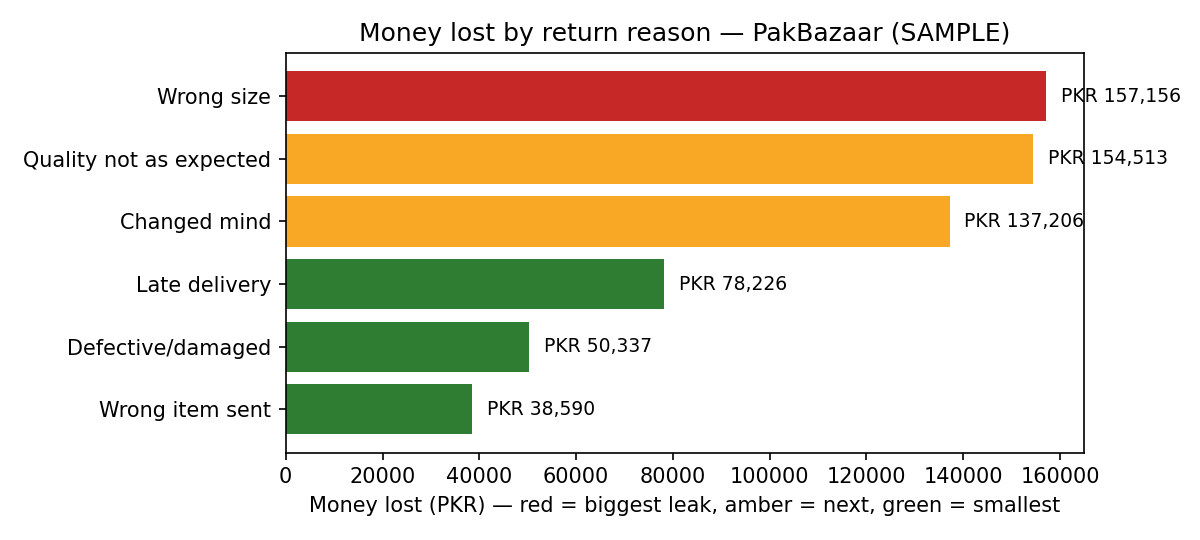 Money lost by return reason — PakBazaar (SAMPLE)
Wrong size PKR 157,156
Quality not as expected PKR 154,513
Changed mind PKR 137,206
Late delivery PKR 78,226
Defective/damaged PKR 50,337
Wrong item sent PKR 38,590
0 20000 40000 60000 80000 100000 120000 140000 160000
Money lost (PKR) — red = biggest leak, amber = next, green = smallest